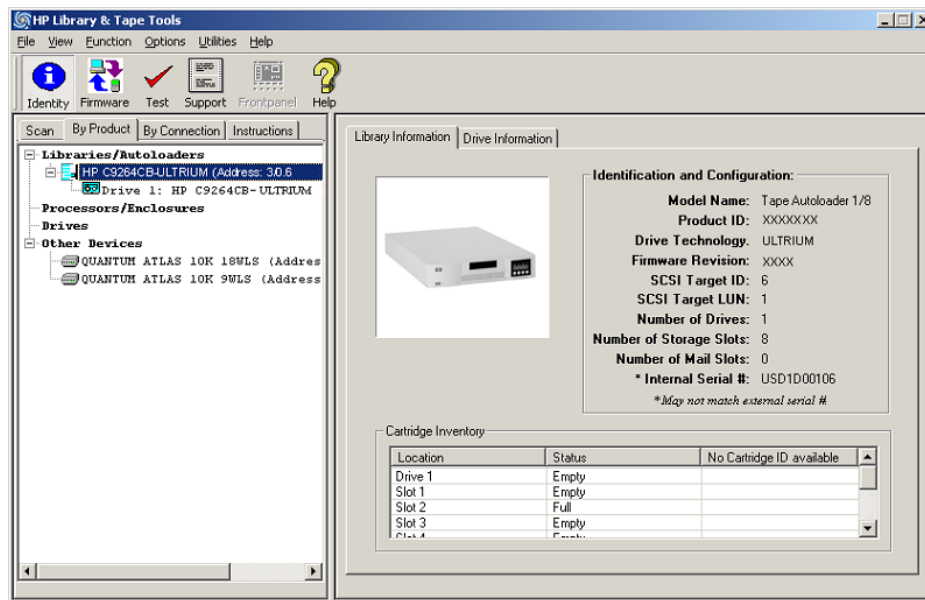 HP Library & Tape Tools
File View Function Options Utilities Help
Identity Firmware Test Support Frontpanel Help
Scan By Product By Connection Instructions
Libraries/Autoloaders
HP C9264CB-ULTRIUM (Address: 3.0.6
Drive 1: HP C9264CB-ULTRIUM
Processors/Enclosures
Drives
Other Devices
QUANTUM ATLAS 10K 18WLS (Addres
QUANTUM ATLAS 10K 9WLS (Address
Library Information Drive Information
Identification and Configuration:
Model Name: Tape Autoloader 1/8
Product ID: XXXXXXX
Drive Technology: ULTRIUM
Firmware Revision: XXXX
SCSI Target ID: 6
SCSI Target LUN: 1
Number of Drives: 1
Number of Storage Slots: 8
Number of Mail Slots: 0
* Internal Serial #: USD1D00106
*May not match external serial #
Cartridge Inventory
Location Status No Cartridge ID available
Drive 1 Empty
Slot 1 Empty
Slot 2 Full
Slot 3 Empty
Slot 4 Empty